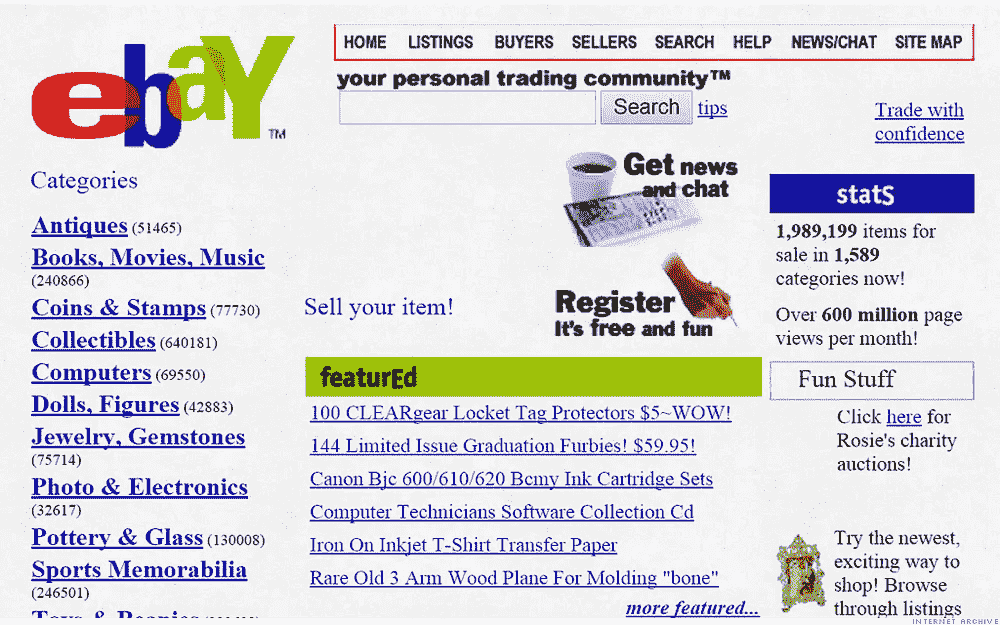 ebay™
HOME LISTINGS BUYERS SELLERS SEARCH HELP NEWS/CHAT SITE MAP
your personal trading community™
Search tips
Trade with
confidence
Categories
Antiques (51465)
Books, Movies, Music
(240866)
Coins & Stamps (77730)
Collectibles (640181)
Computers (69550)
Dolls, Figures (42883)
Jewelry, Gemstones
(75714)
Photo & Electronics
(32617)
Pottery & Glass (130008)
Sports Memorabilia
(246501)
Get news
and chat
Sell your item!
Register
It's free and fun
featurEd
100 CLEARgear Locket Tag Protectors $5~WOW!
144 Limited Issue Graduation Furbies! $59.95!
Canon Bjc 600/610/620 Bcmy Ink Cartridge Sets
Computer Technicians Software Collection Cd
Iron On Inkjet T-Shirt Transfer Paper
Rare Old 3 Arm Wood Plane For Molding "bone"
more featured...
statS
1,989,199 items for
sale in 1,589
categories now!
Over 600 million page
views per month!
Fun Stuff
Click here for
Rosie's charity
auctions!
Try the newest,
exciting way to
shop! Browse
through listings
INTERNET ARCHIVE